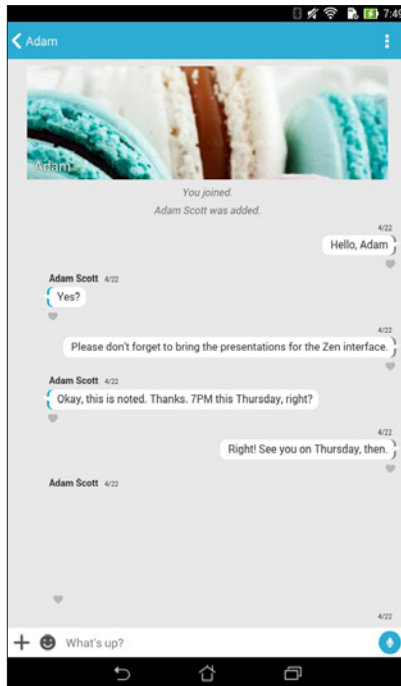 7:49
Adam
Adam
You joined.
Adam Scott was added.
4/22
Hello, Adam
Adam Scott 4/22
Yes?
4/22
Please don't forget to bring the presentations for the Zen interface.
Adam Scott 4/22
Okay, this is noted. Thanks. 7PM this Thursday, right?
4/22
Right! See you on Thursday, then.
Adam Scott 4/22
4/22
What's up?